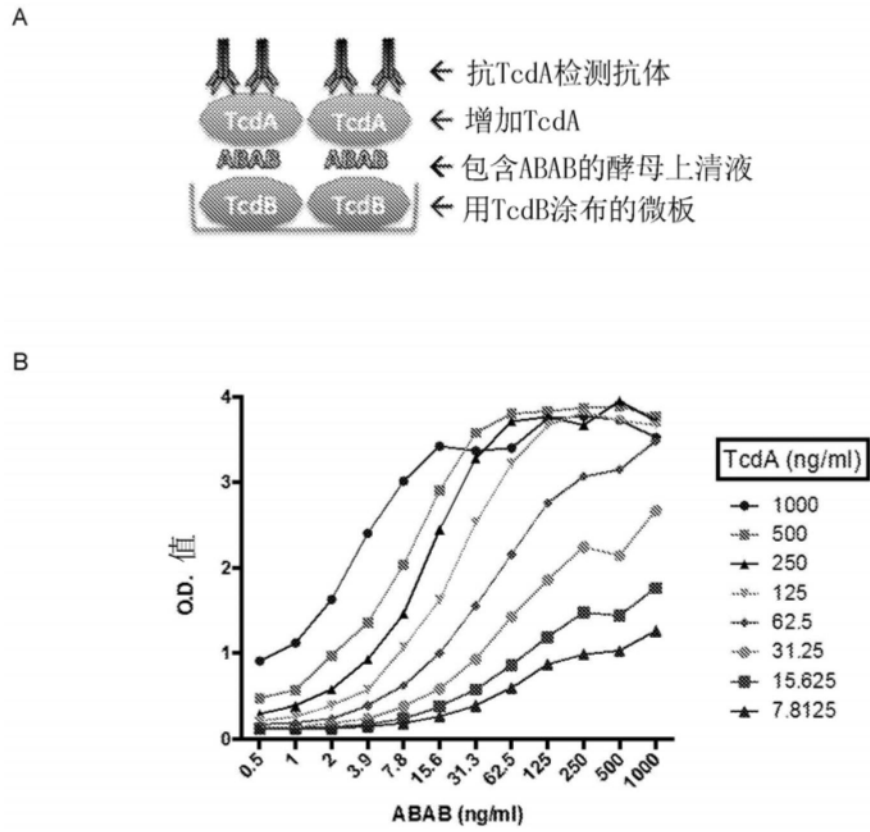 A
TcdA TcdA
ABAB ABAB
TcdB TcdB
抗TcdA检测抗体
增加TcdA
包含ABAB的酵母上清液
用TcdB涂布的微板
B
O.D. 值
4
3
2
1
0
0.5 1 2 3.9 7.8 15.6 31.3 62.5 125 250 500 1000
ABAB (ng/ml)
TcdA (ng/ml)
1000
500
250
125
62.5
31.25
15.625
7.8125